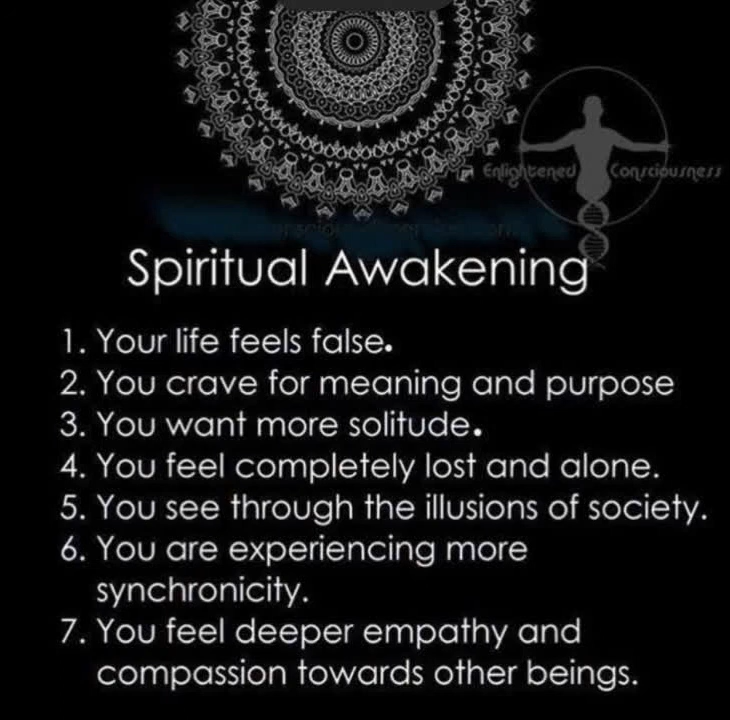 Enlightened Consciousness
Spiritual Awakening
1. Your life feels false.
2. You crave for meaning and purpose
3. You want more solitude.
4. You feel completely lost and alone.
5. You see through the illusions of society.
6. You are experiencing more
synchronicity.
7. You feel deeper empathy and
compassion towards other beings.